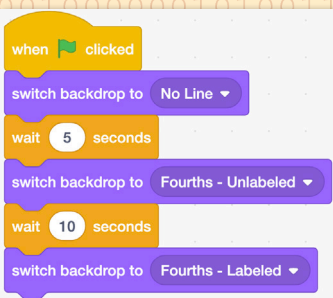 when clicked
switch backdrop to No Line
wait 5 seconds
switch backdrop to Fourths - Unlabeled
wait 10 seconds
switch backdrop to Fourths - Labeled